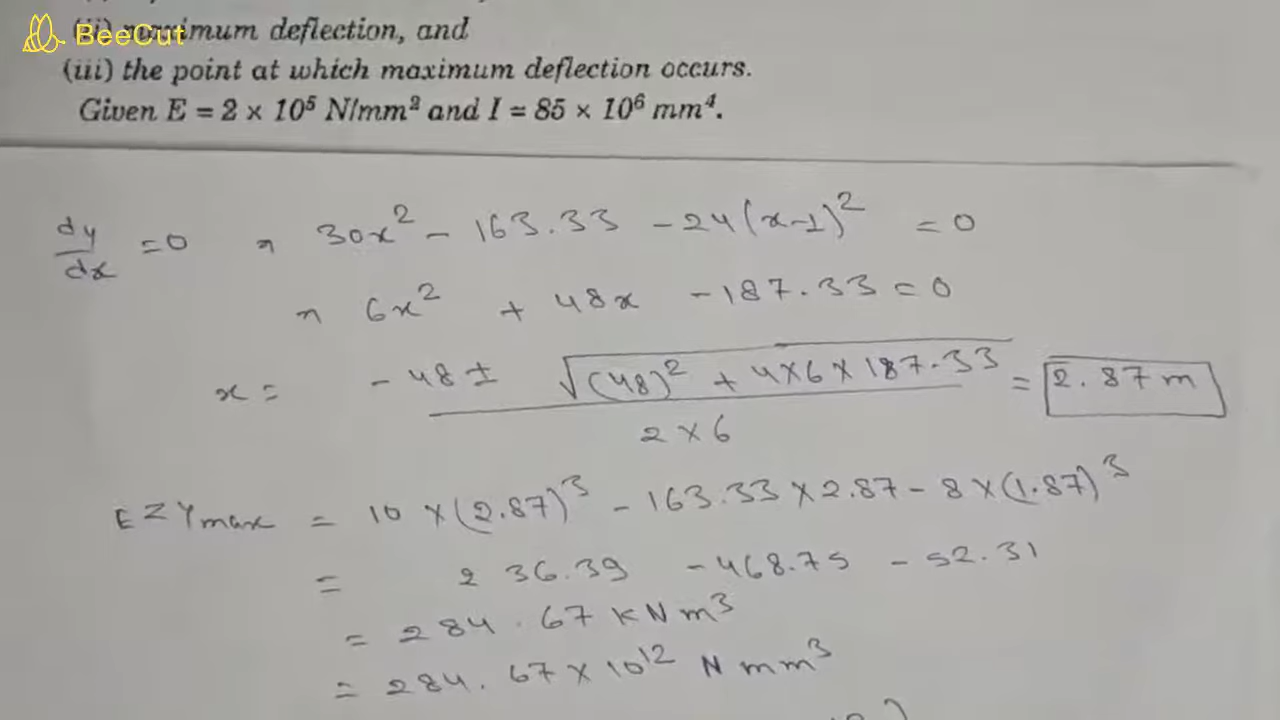 BeeCut
(ii) maximum deflection, and
(iii) the point at which maximum deflection occurs.
Given E = 2 × 10⁵ N/mm² and I = 85 × 10⁶ mm⁴.
dy/dx = 0 ⇒ 30x² - 163.33 - 24(x-1)² = 0
⇒ 6x² + 48x - 187.33 = 0
x = (-48 ± √((48)² + 4×6×187.33)) / (2×6) = 2.87 m
EIYmax = 10 × (2.87)³ - 163.33 × 2.87 - 8 × (1.87)³
= 236.39 - 468.75 - 52.31
= 284.67 KN m³
= 284.67 × 10¹² N mm³